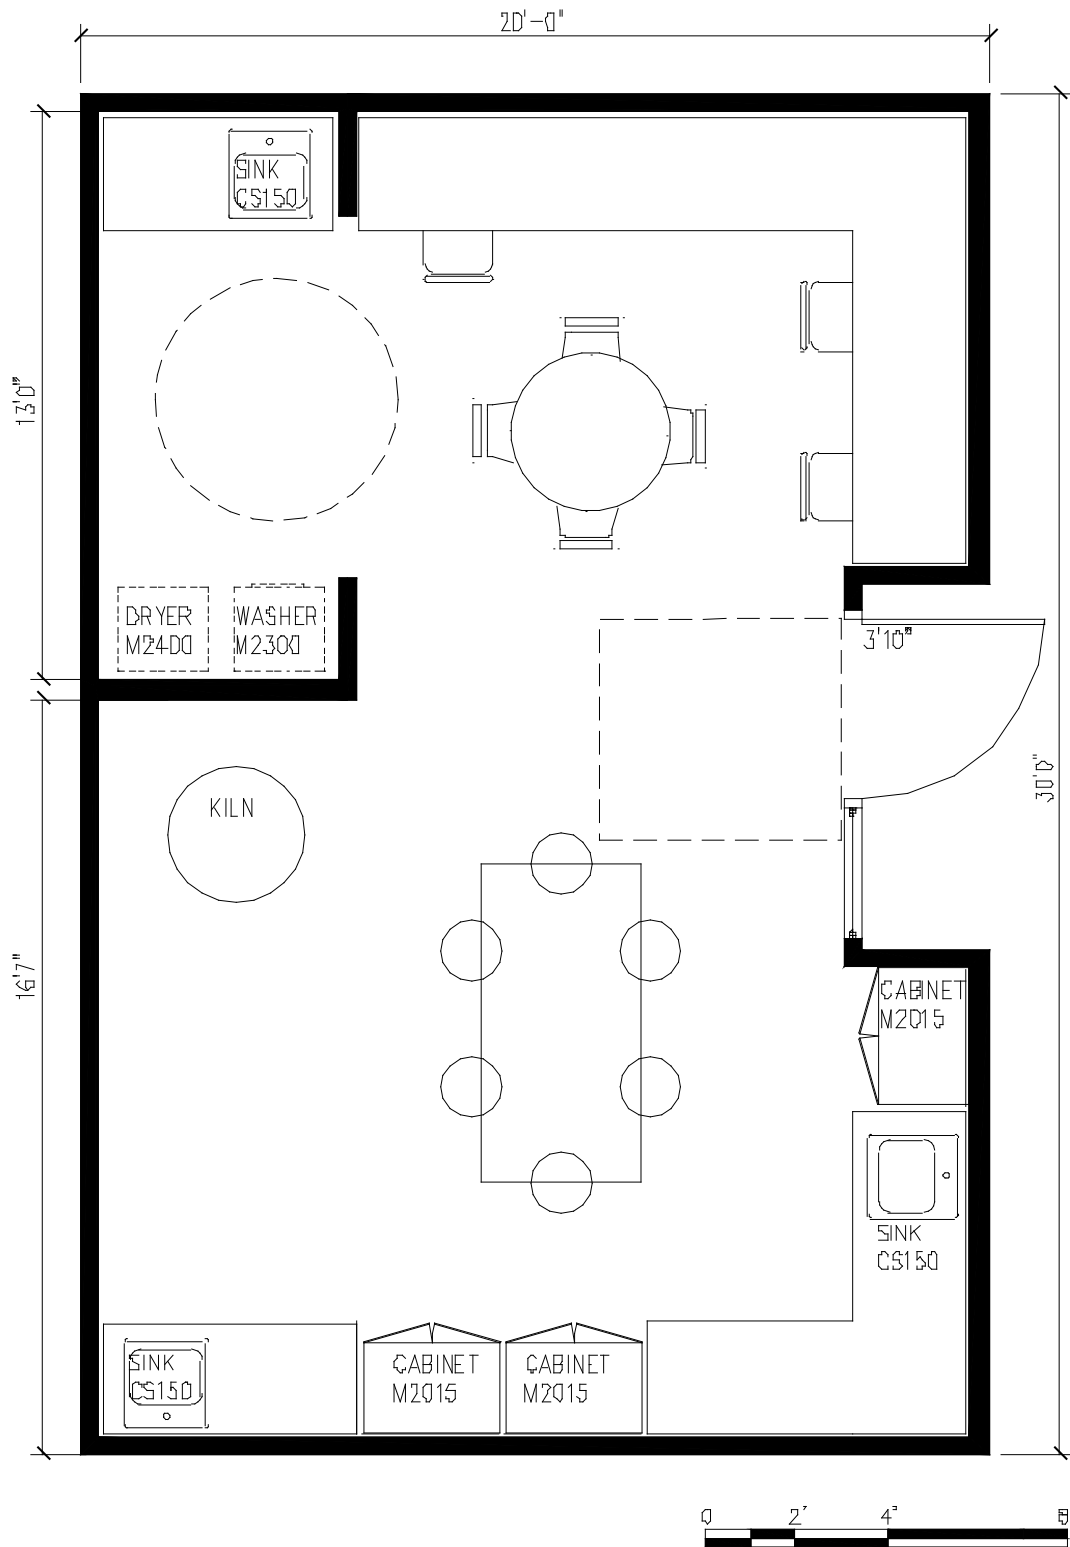 20'-0"
SINK
CS150
13'0"
DRYER
M2400
WASHER
M2300
3'10"
30'0"
KILN
16'7"
CABINET
M2015
SINK
CS150
SINK
CS150
CABINET
M2015
CABINET
M2015
0 2' 4' 8